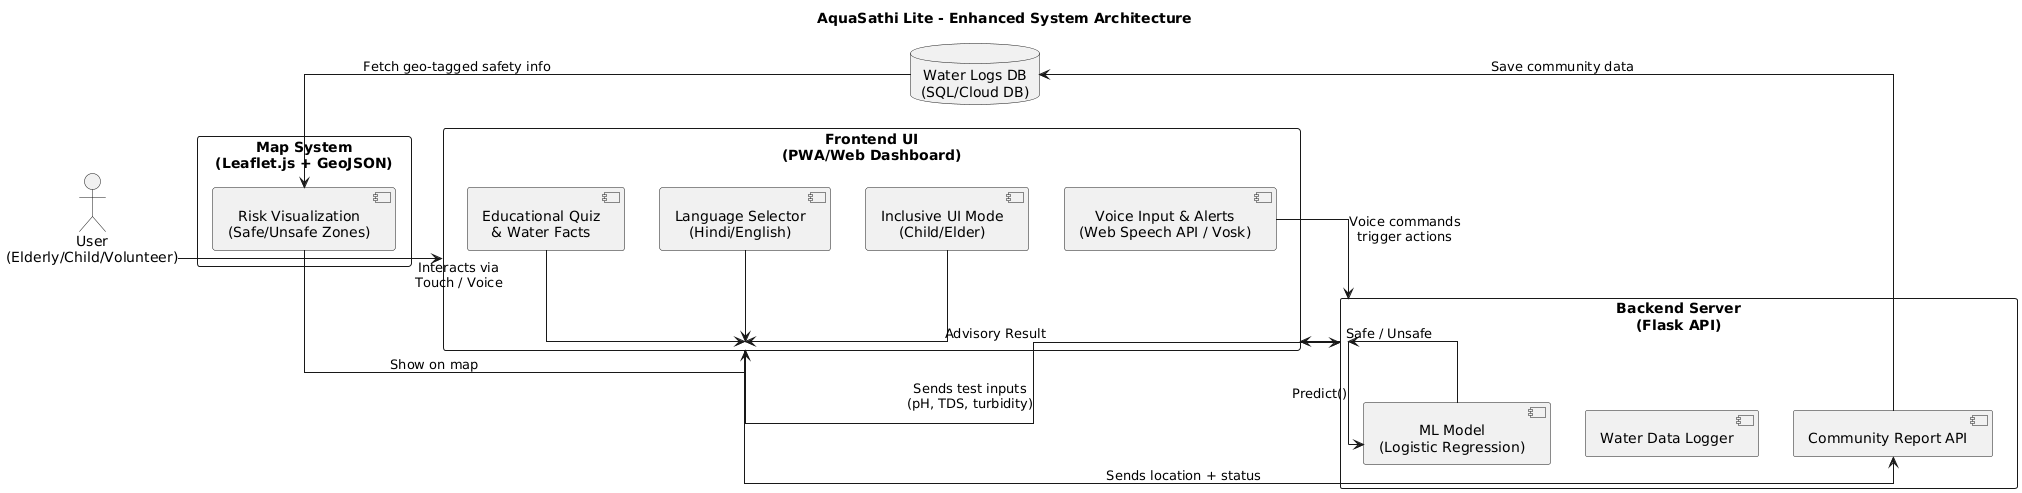 AquaSathi Lite - Enhanced System Architecture
Fetch geo-tagged safety info
Water Logs DB
(SQL/Cloud DB)
Save community data
Map System
(Leaflet.js + GeoJSON)
Risk Visualization
(Safe/Unsafe Zones)
User
(Elderly/Child/Volunteer)
Interacts via
Touch / Voice
Frontend UI
(PWA/Web Dashboard)
Educational Quiz
& Water Facts
Language Selector
(Hindi/English)
Inclusive UI Mode
(Child/Elder)
Voice Input & Alerts
(Web Speech API / Vosk)
Voice commands
trigger actions
Advisory Result
Show on map
Sends test inputs
(pH, TDS, turbidity)
Backend Server
(Flask API)
Safe / Unsafe
Predict()
ML Model
(Logistic Regression)
Water Data Logger
Community Report API
Sends location + status